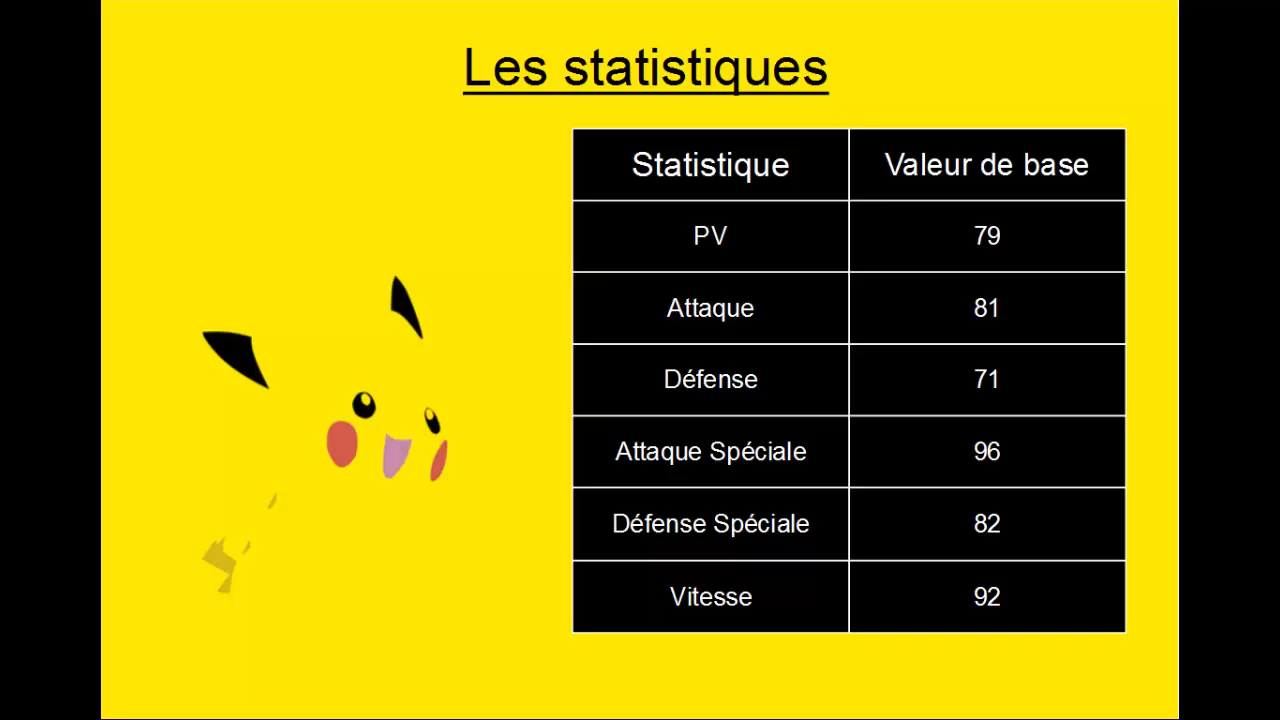 Les statistiques
Statistique Valeur de base
PV 79
Attaque 81
Défense 71
Attaque Spéciale 96
Défense Spéciale 82
Vitesse 92